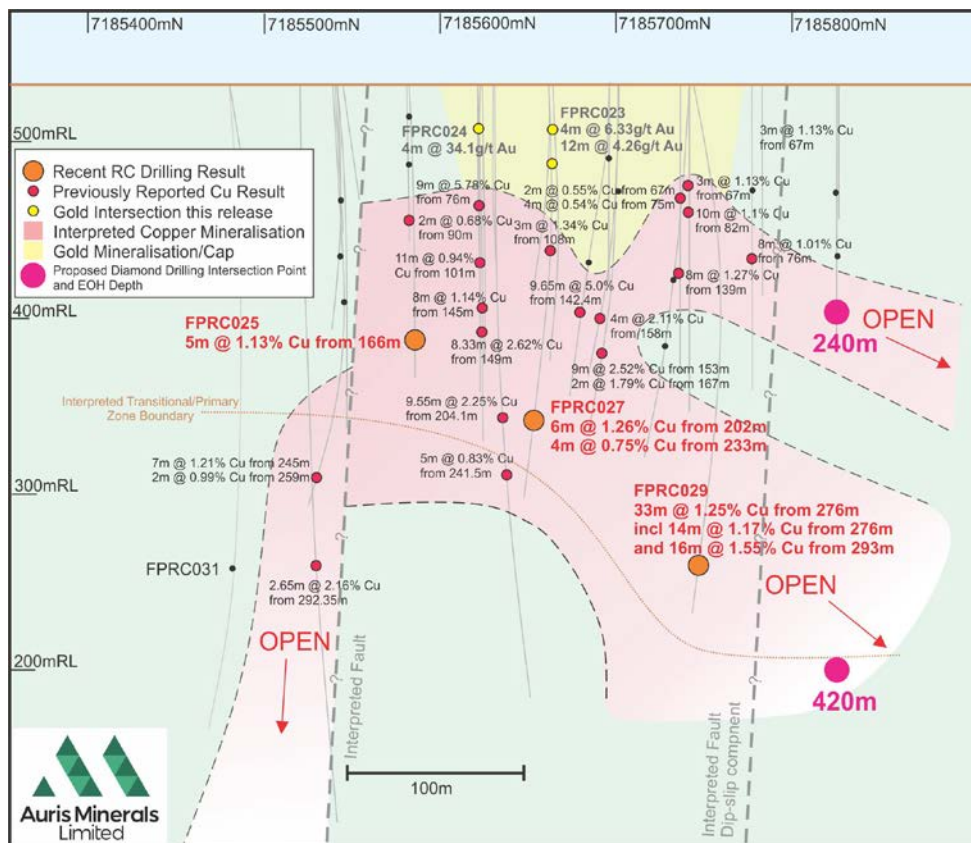 7185400mN
7185500mN
7185600mN
7185700mN
7185800mN
500mRL
400mRL
300mRL
200mRL
Recent RC Drilling Result
Previously Reported Cu Result
Gold Intersection this release
Interpreted Copper Mineralisation
Gold Mineralisation/Cap
Proposed Diamond Drilling Intersection Point
and EOH Depth
FPRC024
4m @ 34.1g/t Au
FPRC023
4m @ 6.33g/t Au
12m @ 4.26g/t Au
3m @ 1.13% Cu
from 67m
9m @ 5.78% Cu
from 76m
2m @ 0.55% Cu from 67m
4m @ 0.54% Cu from 75m
3m @ 1.13% Cu
from 67m
2m @ 0.68% Cu
from 90m
3m @ 1.34% Cu
from 108m
10m @ 1.1% Cu
from 82m
11m @ 0.94%
Cu from 101m
8m @ 1.01% Cu
from 76m
8m @ 1.14% Cu
from 145m
9.65m @ 5.0% Cu
from 142.4m
8m @ 1.27% Cu
from 139m
4m @ 2.11% Cu
from 158m
8.33m @ 2.62% Cu
from 149m
9m @ 2.52% Cu from 153m
2m @ 1.79% Cu from 167m
FPRC025
5m @ 1.13% Cu from 166m
OPEN
240m
Interpreted Transitional/Primary
Zone Boundary
9.55m @ 2.25% Cu
from 204.1m
FPRC027
6m @ 1.26% Cu from 202m
4m @ 0.75% Cu from 233m
7m @ 1.21% Cu from 245m
2m @ 0.99% Cu from 259m
5m @ 0.83% Cu
from 241.5m
FPRC029
33m @ 1.25% Cu from 276m
incl 14m @ 1.17% Cu from 276m
and 16m @ 1.55% Cu from 293m
FPRC031
2.65m @ 2.16% Cu
from 292.35m
OPEN
OPEN
420m
Interpreted Fault
Interpreted Fault
Dip-slip compnent
?
?
?
?
?
?
100m
Auris Minerals
Limited